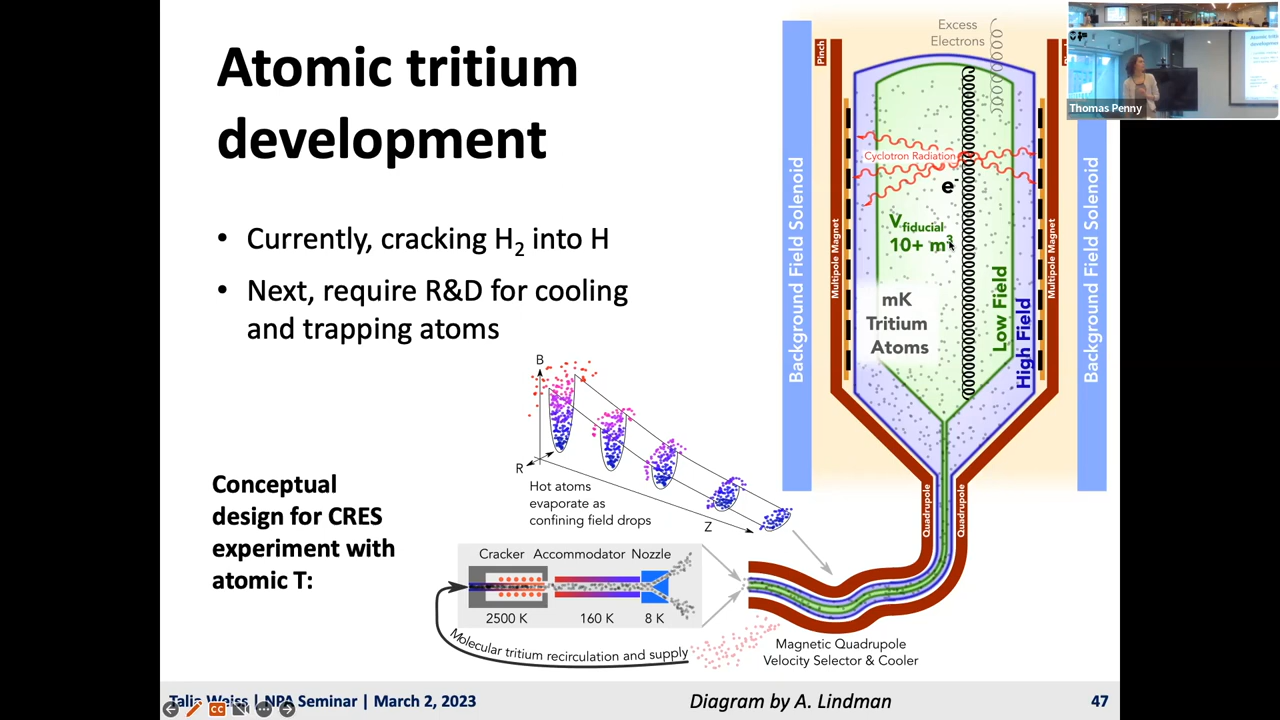 Atomic tritium
development
• Currently, cracking H₂ into H
• Next, require R&D for cooling
and trapping atoms
Conceptual
design for CRES
experiment with
atomic T:
B
R
Z
Hot atoms
evaporate as
confining field drops
Cracker Accommodator Nozzle
2500 K 160 K 8 K
Molecular tritium recirculation and supply
Magnetic Quadrupole
Velocity Selector & Cooler
Excess
Electrons
Pinch
Background Field Solenoid
Multipole Magnet
Cyclotron Radiation
e⁻
V fiducial
10+ m³
mK
Tritium
Atoms
Low Field
High Field
Multipole Magnet
Background Field Solenoid
Quadrupole
Quadrupole
Thomas Penny
Talia Weiss | NPA Seminar | March 2, 2023
CC
Diagram by A. Lindman
47